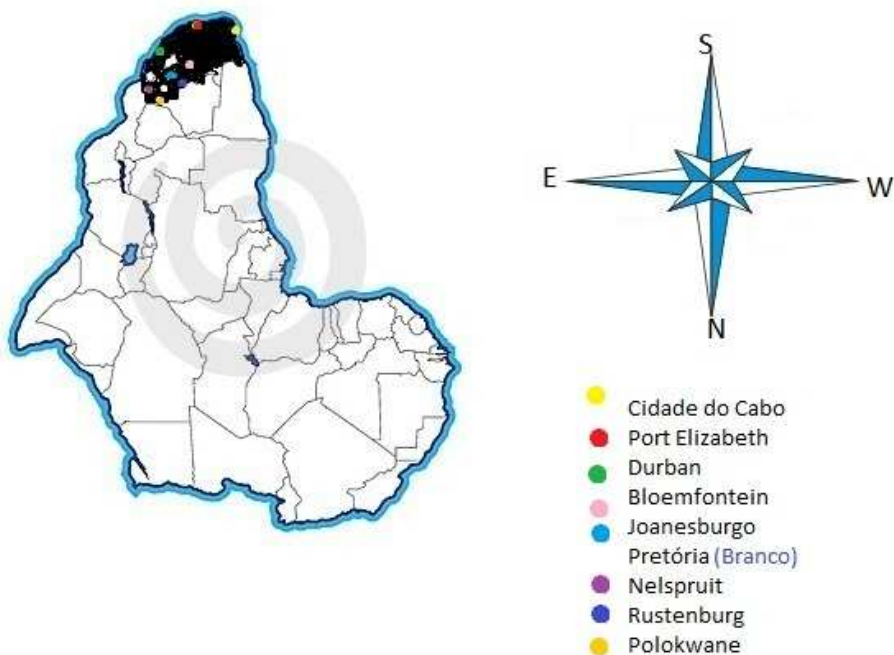 S
E
W
N
Cidade do Cabo
Port Elizabeth
Durban
Bloemfontein
Joanesburgo
Pretória (Branco)
Nelspruit
Rustenburg
Polokwane